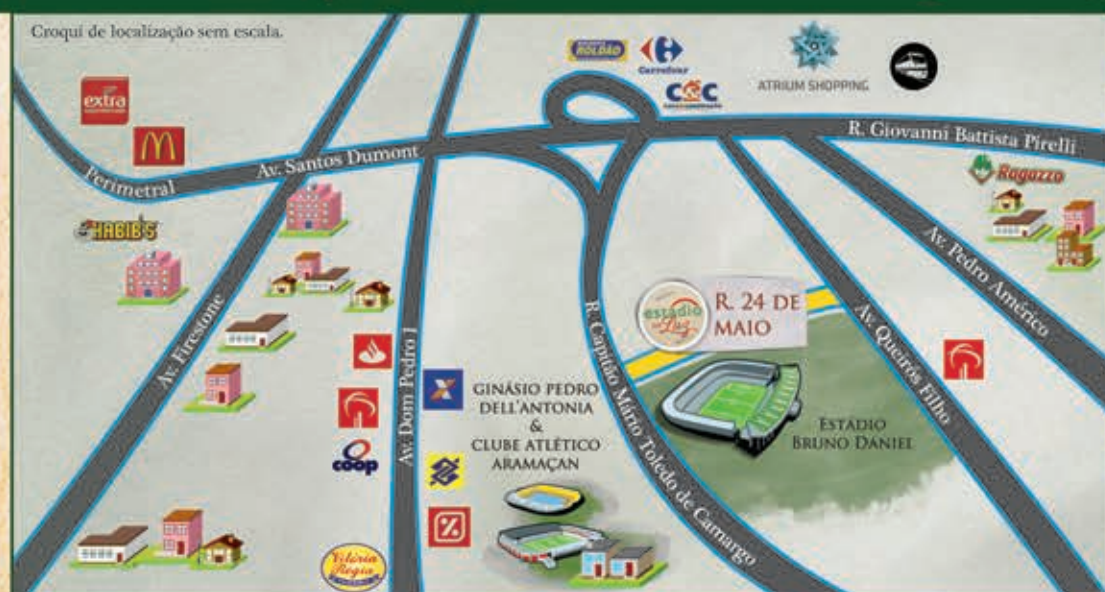 Croqui de localização sem escala.
extra
Perimetral
HABIB'S
Av. Santos Dumont
Av. Firestone
ROLDÃO
Carrefour
C&C
ATRIUM SHOPPING
R. Giovanni Battista Pirelli
Ragazzo
Av. Pedro Américo
Av. Queirós Filho
estádio
Luz
R. 24 DE
MAIO
ESTÁDIO
BRUNO DANIEL
R. Capitão Mário Toledo de Camargo
Av. Dom Pedro I
GINÁSIO PEDRO
DELL'ANTONIA
&
CLUBE ATLÉTICO
ARAMAÇAN
coop
Vitória
Régia